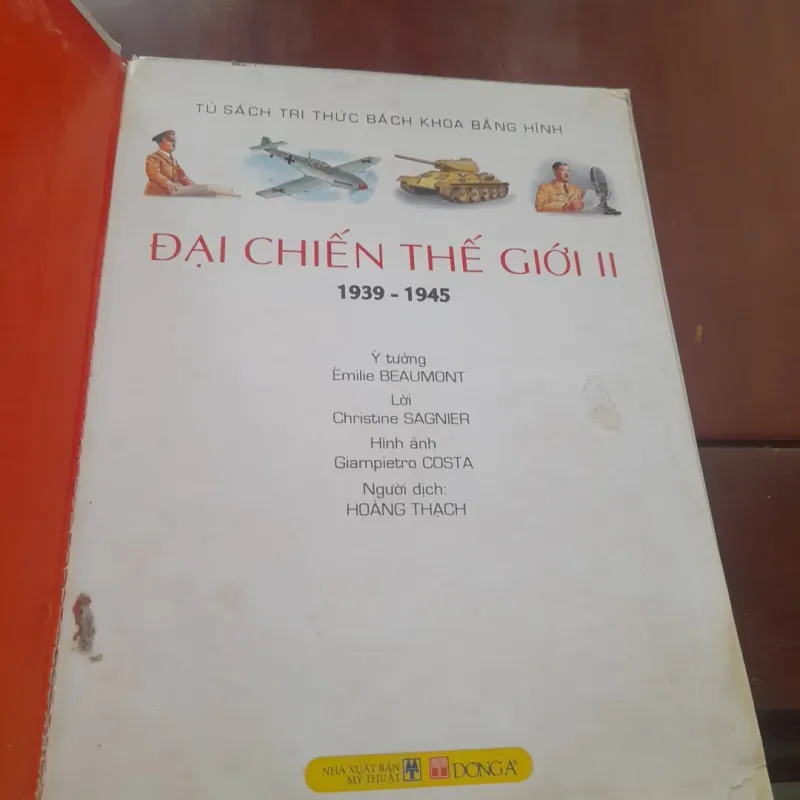 TỦ SÁCH TRI THỨC BÁCH KHOA BẰNG HÌNH
ĐẠI CHIẾN THẾ GIỚI II
1939 - 1945
Ý tưởng
Émilie BEAUMONT
Lời
Christine SAGNIER
Hình ảnh
Giampietro COSTA
Người dịch:
HOÀNG THẠCH
NHÀ XUẤT BẢN
MỸ THUẬT
ĐÔNG A